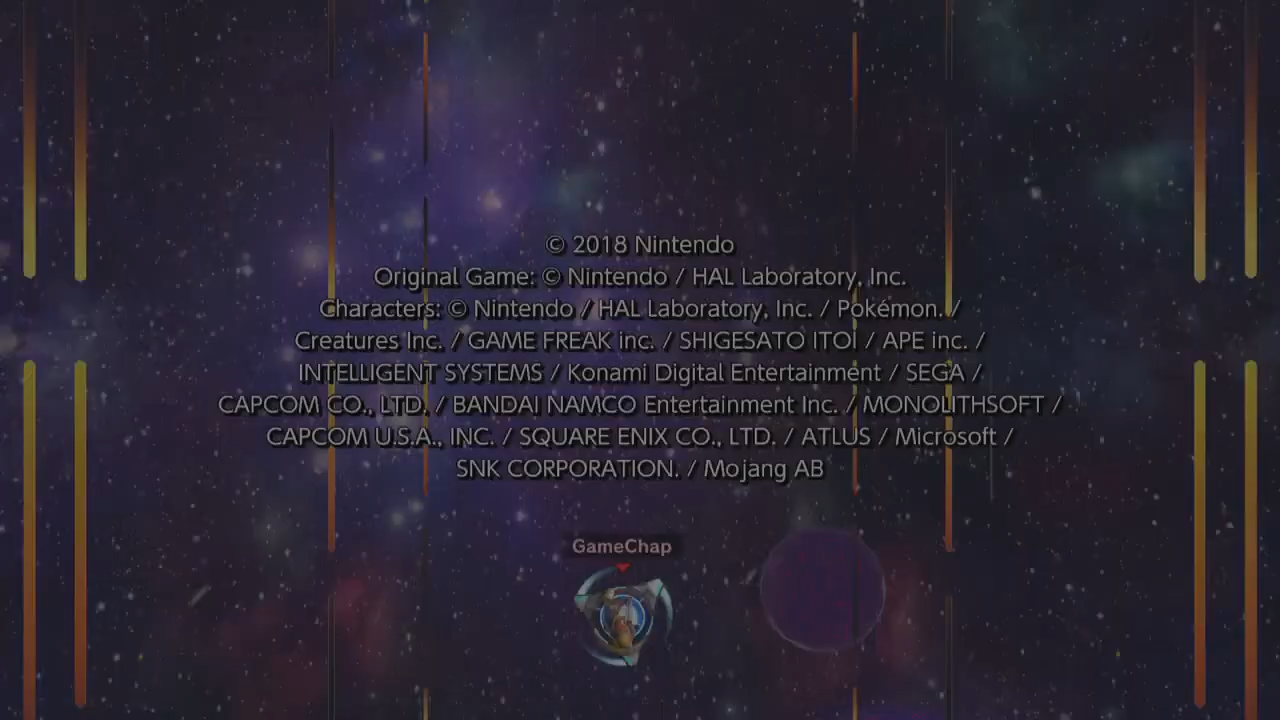 © 2018 Nintendo
Original Game: © Nintendo / HAL Laboratory, Inc.
Characters: © Nintendo / HAL Laboratory, Inc. / Pokémon. /
Creatures Inc. / GAME FREAK inc. / SHIGESATO ITOI / APE inc. /
INTELLIGENT SYSTEMS / Konami Digital Entertainment / SEGA /
CAPCOM CO., LTD. / BANDAI NAMCO Entertainment Inc. / MONOLITHSOFT /
CAPCOM U.S.A., INC. / SQUARE ENIX CO., LTD. / ATLUS / Microsoft /
SNK CORPORATION. / Mojang AB
GameChap